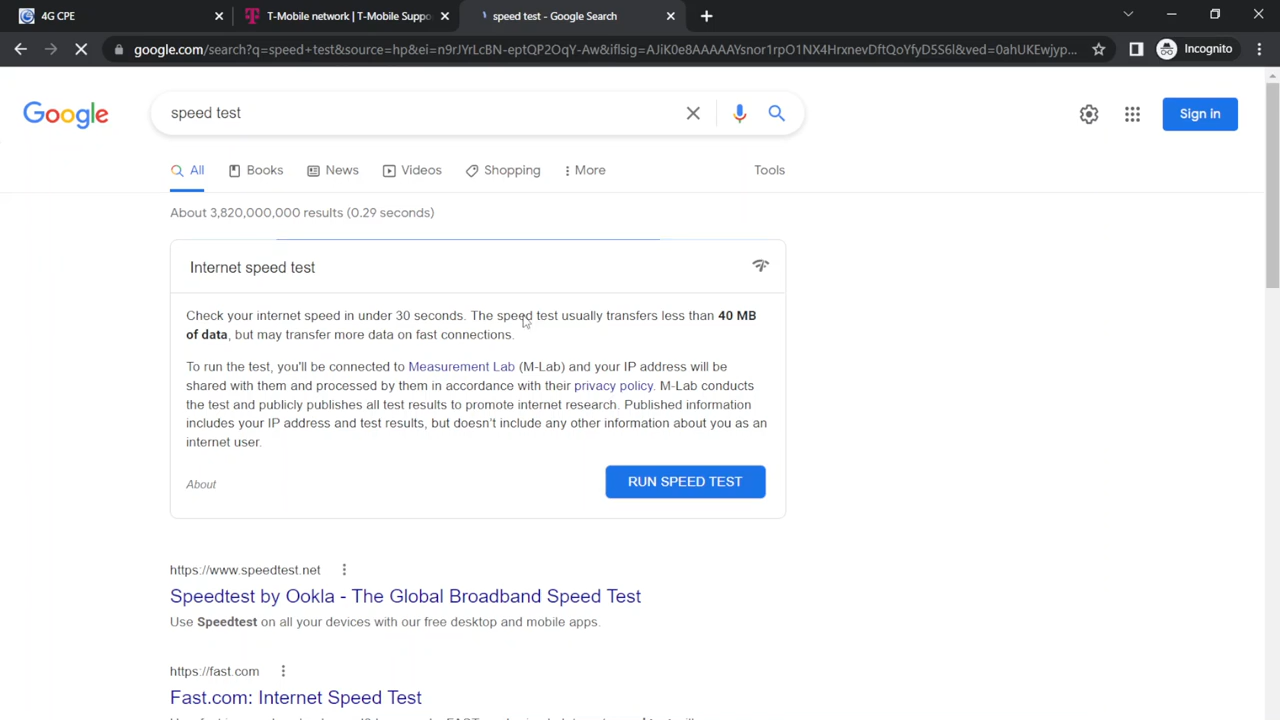 4G CPE
T-Mobile network | T-Mobile Suppo
speed test - Google Search
google.com/search?q=speed+test&source=hp&ei=n9rJYrLcBN-eptQP2OqY-Aw&iflsig=AJiK0e8AAAAAYsnor1rpO1NX4HrxnevDftQoYfyD5S6l&ved=0ahUKEwjyp...
Incognito
Google
speed test
Sign in
All
Books
News
Videos
Shopping
More
Tools
About 3,820,000,000 results (0.29 seconds)
Internet speed test
Check your internet speed in under 30 seconds. The speed test usually transfers less than 40 MB
of data, but may transfer more data on fast connections.
To run the test, you'll be connected to Measurement Lab (M-Lab) and your IP address will be
shared with them and processed by them in accordance with their privacy policy. M-Lab conducts
the test and publicly publishes all test results to promote internet research. Published information
includes your IP address and test results, but doesn't include any other information about you as an
internet user.
About
RUN SPEED TEST
https://www.speedtest.net
Speedtest by Ookla - The Global Broadband Speed Test
Use Speedtest on all your devices with our free desktop and mobile apps.
https://fast.com
Fast.com: Internet Speed Test